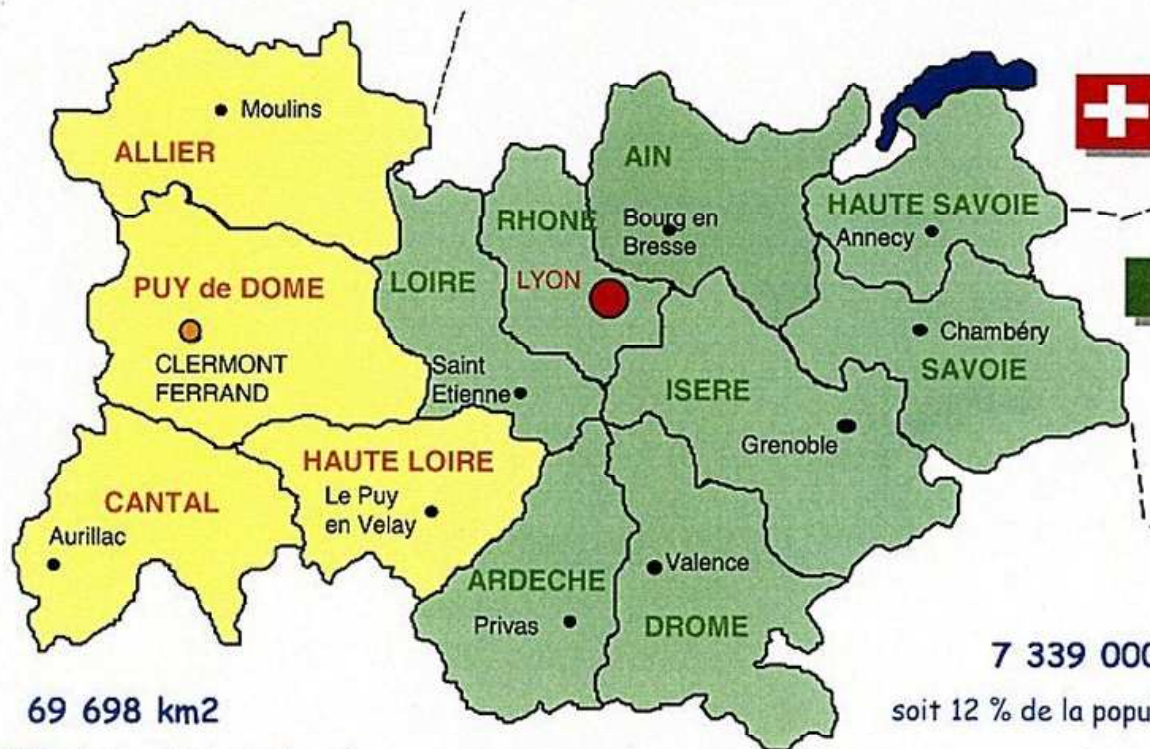 Moulins
ALLIER
AIN
RHONE
Bourg en
Bresse
HAUTE SAVOIE
Annecy
PUY de DOME
CLERMONT
FERRAND
LOIRE
LYON
Saint
Etienne
Chambéry
SAVOIE
ISERE
Grenoble
HAUTE LOIRE
Le Puy
en Velay
CANTAL
Aurillac
ARDECHE
Privas
Valence
DROME
69 698 km2
7 339 000
soit 12 % de la popu